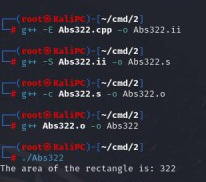 ┌──(root㉿KaliPC)-[~/cmd/2]
└─# g++ -E Abs322.cpp -o Abs322.ii
┌──(root㉿KaliPC)-[~/cmd/2]
└─# g++ -S Abs322.ii -o Abs322.s
┌──(root㉿KaliPC)-[~/cmd/2]
└─# g++ -c Abs322.s -o Abs322.o
┌──(root㉿KaliPC)-[~/cmd/2]
└─# g++ Abs322.o -o Abs322
┌──(root㉿KaliPC)-[~/cmd/2]
└─# ./Abs322
The area of the rectangle is: 322